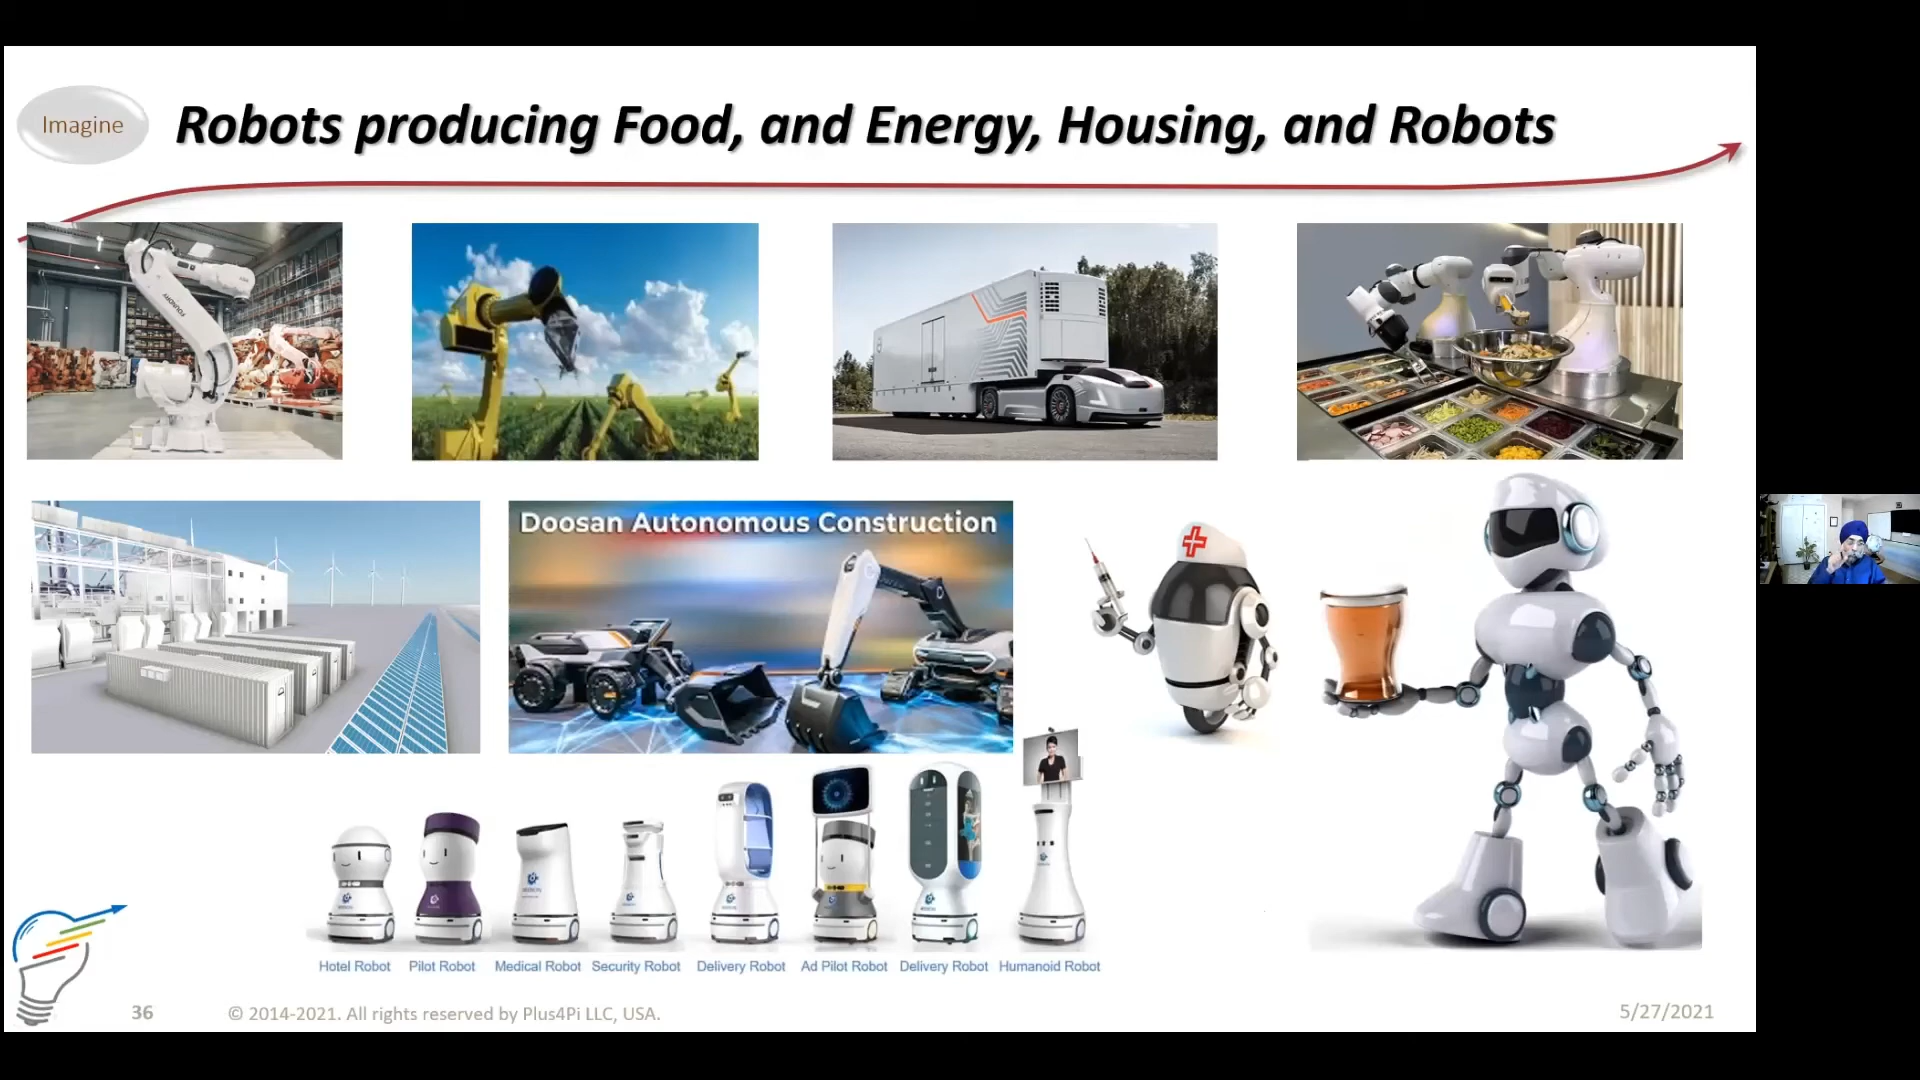 Imagine
Robots producing Food, and Energy, Housing, and Robots
Doosan Autonomous Construction
Hotel Robot
Pilot Robot
Medical Robot
Security Robot
Delivery Robot
Ad Pilot Robot
Delivery Robot
Humanoid Robot
36
© 2014-2021. All rights reserved by Plus4Pi LLC, USA.
5/27/2021